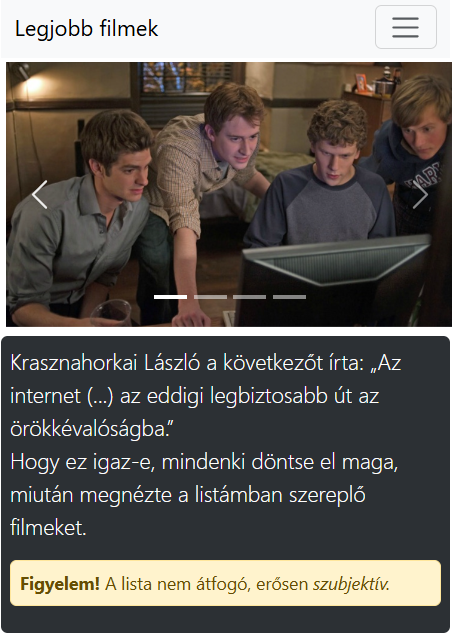 Legjobb filmek
Krasznahorkai László a következőt írta: „Az
internet (...) az eddigi legbiztosabb út az
örökkévalóságba.”
Hogy ez igaz-e, mindenki döntse el maga,
miután megnézte a listámban szereplő
filmeket.
Figyelem! A lista nem átfogó, erősen szubjektív.